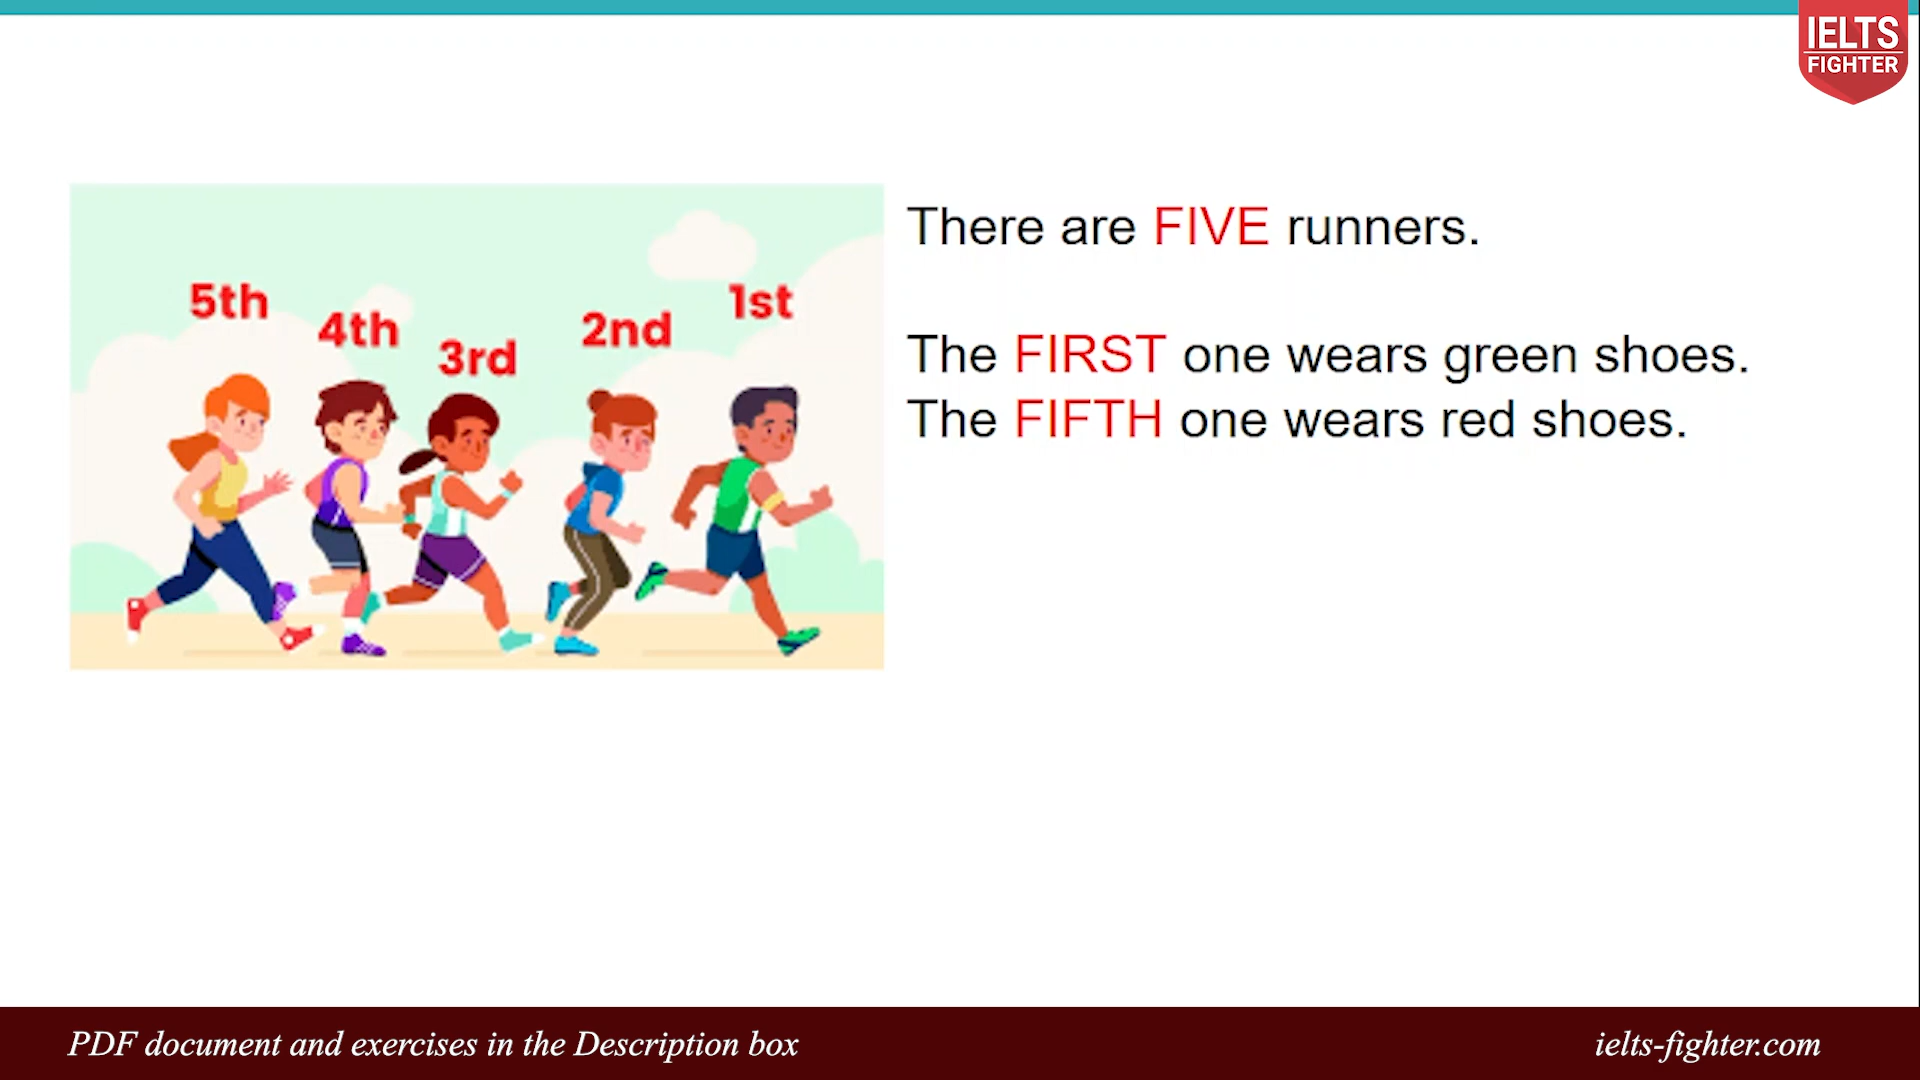 IELTS
FIGHTER
5th
4th
3rd
2nd
1st
There are FIVE runners.
The FIRST one wears green shoes.
The FIFTH one wears red shoes.
PDF document and exercises in the Description box
ielts-fighter.com